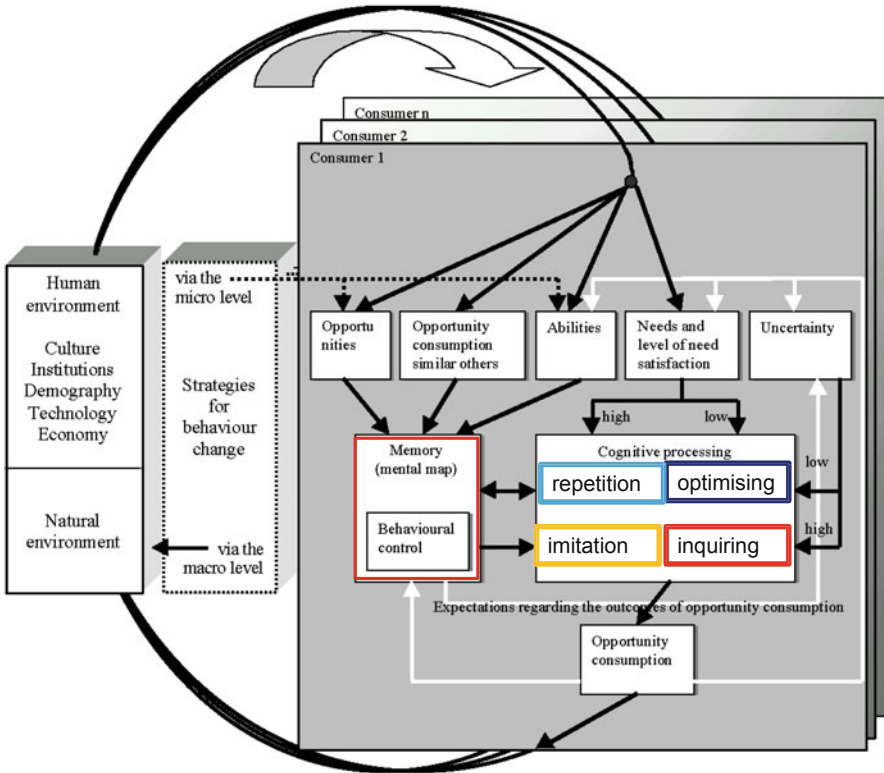 Consumer n
Consumer 2
Consumer 1
Human
environment
Culture
Institutions
Demography
Technology
Economy
Natural
environment
via the
micro level
Strategies
for
behaviour
change
via the
macro level
Opportu
nities
Opportunity
consumption
similar others
Abilities
Needs and
level of need
satisfaction
Uncertainty
high
low
Memory
(mental map)
Behavioural
control
Cognitive processing
repetition
optimising
imitation
inquiring
low
high
Expectations regarding the outcomes of opportunity consumption
Opportunity
consumption